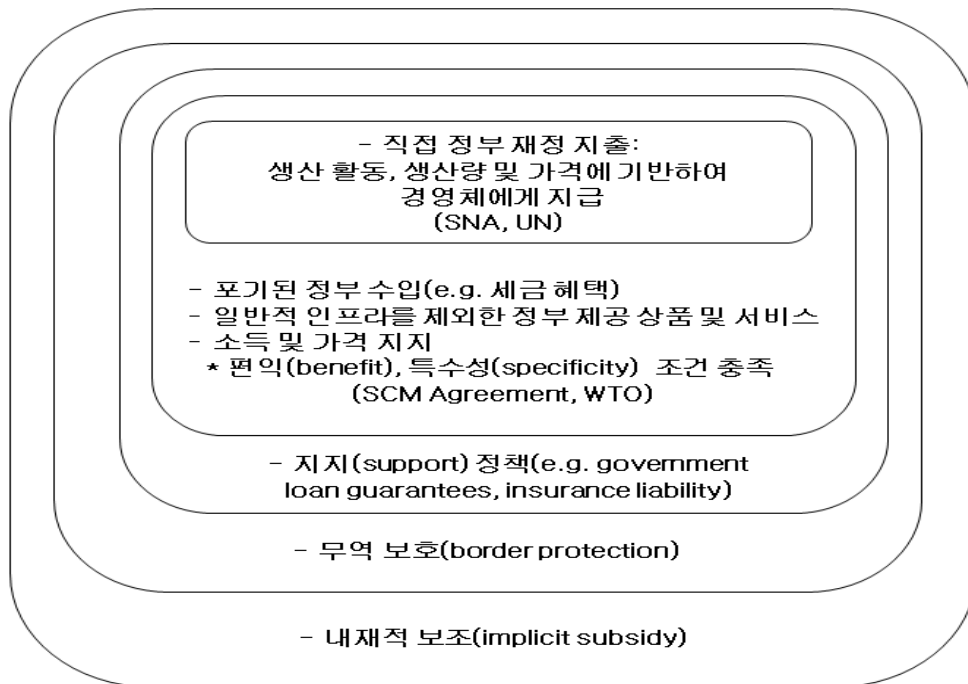 - 직접 정부 재정 지출:
생산 활동, 생산량 및 가격에 기반하여
경영체에게 지급
(SNA, UN)
- 포기된 정부 수입(e.g. 세금 혜택)
- 일반적 인프라를 제외한 정부 제공 상품 및 서비스
- 소득 및 가격 지지
* 편익(benefit), 특수성(specificity) 조건 충족
(SCM Agreement, WTO)
- 지지(support) 정책(e.g. government
loan guarantees, insurance liability)
- 무역 보호(border protection)
- 내재적 보조(implicit subsidy)